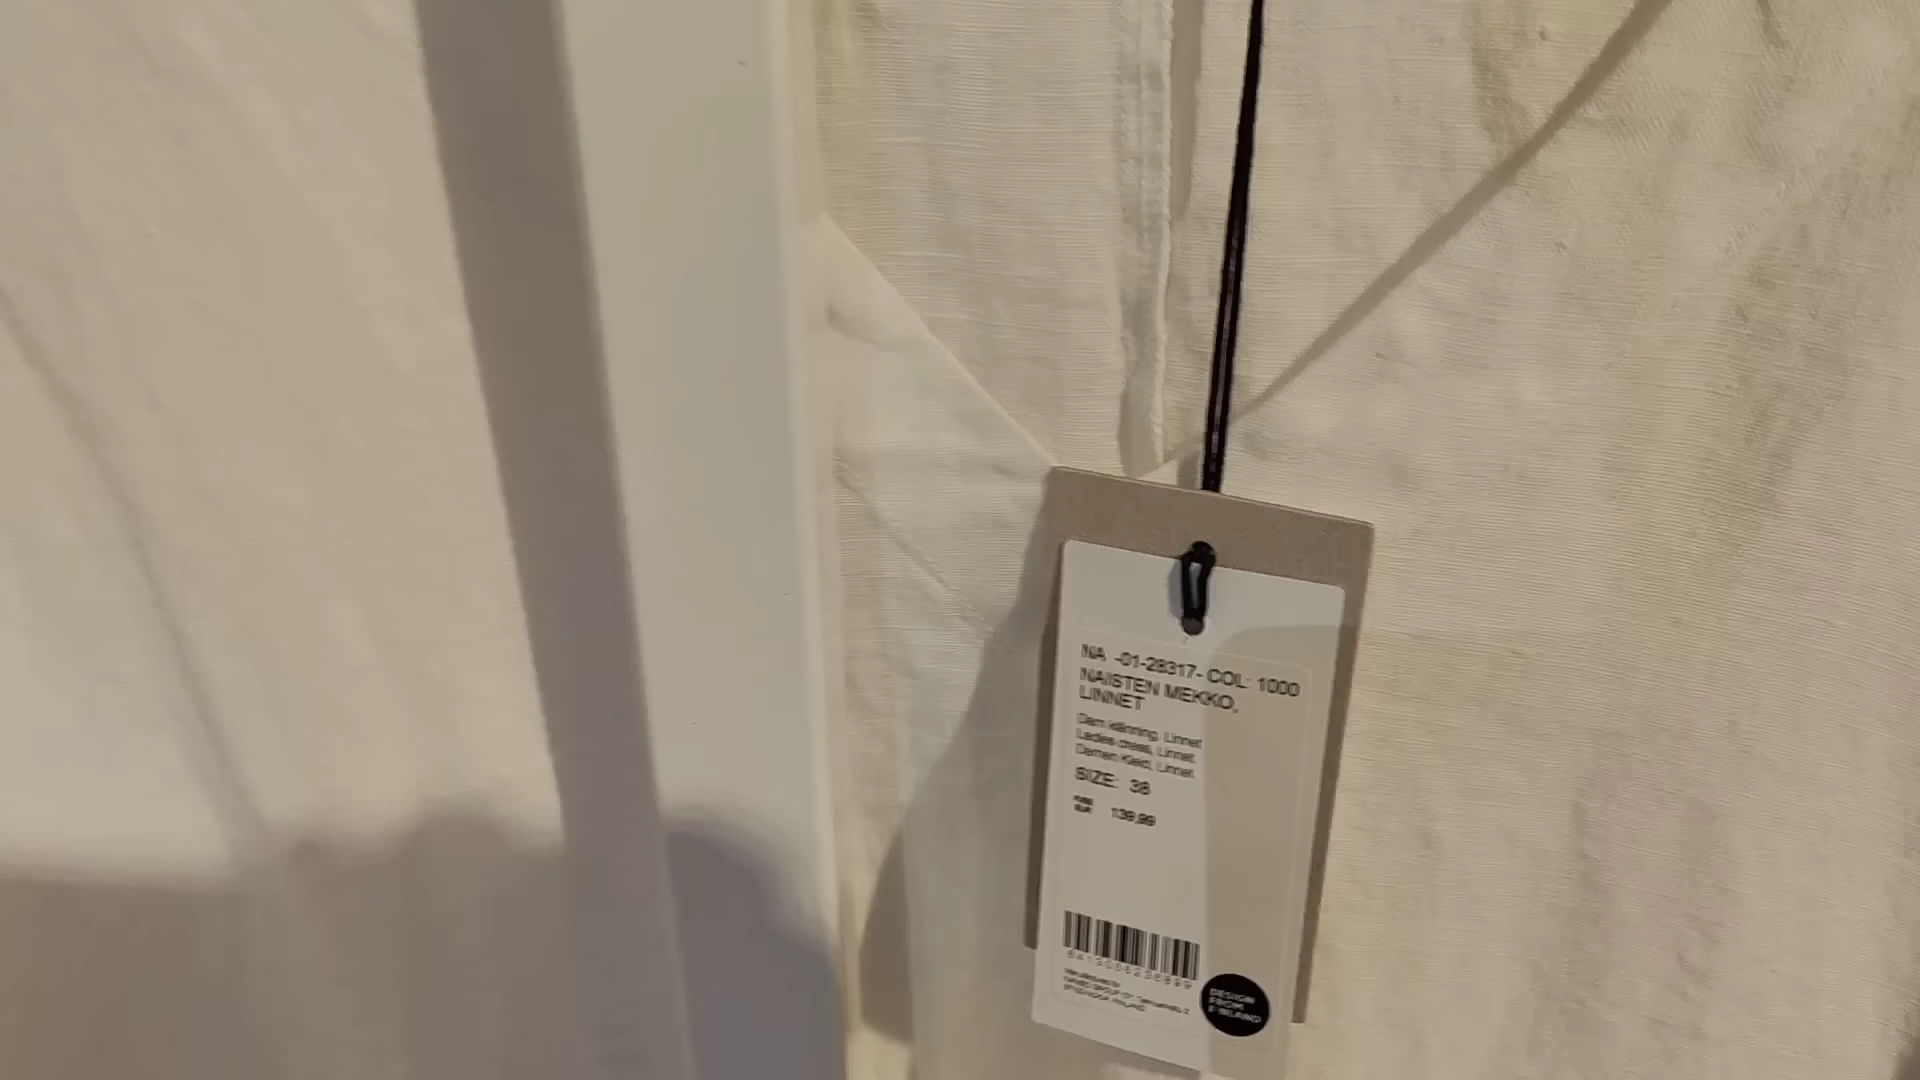 NA -01-28317- COL: 1000
NAISTEN MEKKO,
LINNET
Dam klänning, Linnet
Ladies dress, Linnet
Damen Kleid, Linnet
SIZE: 38
EUR 139,99
DESIGN
FROM
FINLAND